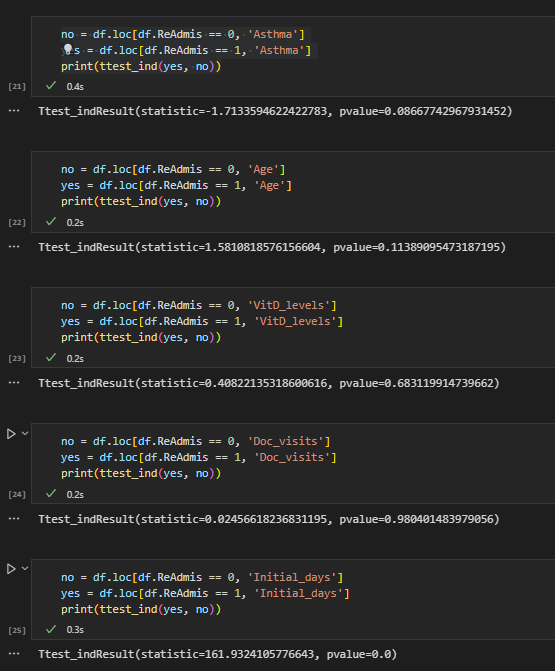 no = df.loc[df.ReAdmis == 0, 'Asthma']
yes = df.loc[df.ReAdmis == 1, 'Asthma']
print(ttest_ind(yes, no))
[21]
0.4s
... Ttest_indResult(statistic=-1.7133594622422783, pvalue=0.08667742967931452)
no = df.loc[df.ReAdmis == 0, 'Age']
yes = df.loc[df.ReAdmis == 1, 'Age']
print(ttest_ind(yes, no))
[22]
0.2s
... Ttest_indResult(statistic=1.5810818576156604, pvalue=0.11389095473187195)
no = df.loc[df.ReAdmis == 0, 'VitD_levels']
yes = df.loc[df.ReAdmis == 1, 'VitD_levels']
print(ttest_ind(yes, no))
[23]
0.2s
... Ttest_indResult(statistic=0.40822135318600616, pvalue=0.683119914739662)
no = df.loc[df.ReAdmis == 0, 'Doc_visits']
yes = df.loc[df.ReAdmis == 1, 'Doc_visits']
print(ttest_ind(yes, no))
[24]
0.2s
... Ttest_indResult(statistic=0.02456618236831195, pvalue=0.980401483979056)
no = df.loc[df.ReAdmis == 0, 'Initial_days']
yes = df.loc[df.ReAdmis == 1, 'Initial_days']
print(ttest_ind(yes, no))
[25]
0.3s
... Ttest_indResult(statistic=161.9324105776643, pvalue=0.0)